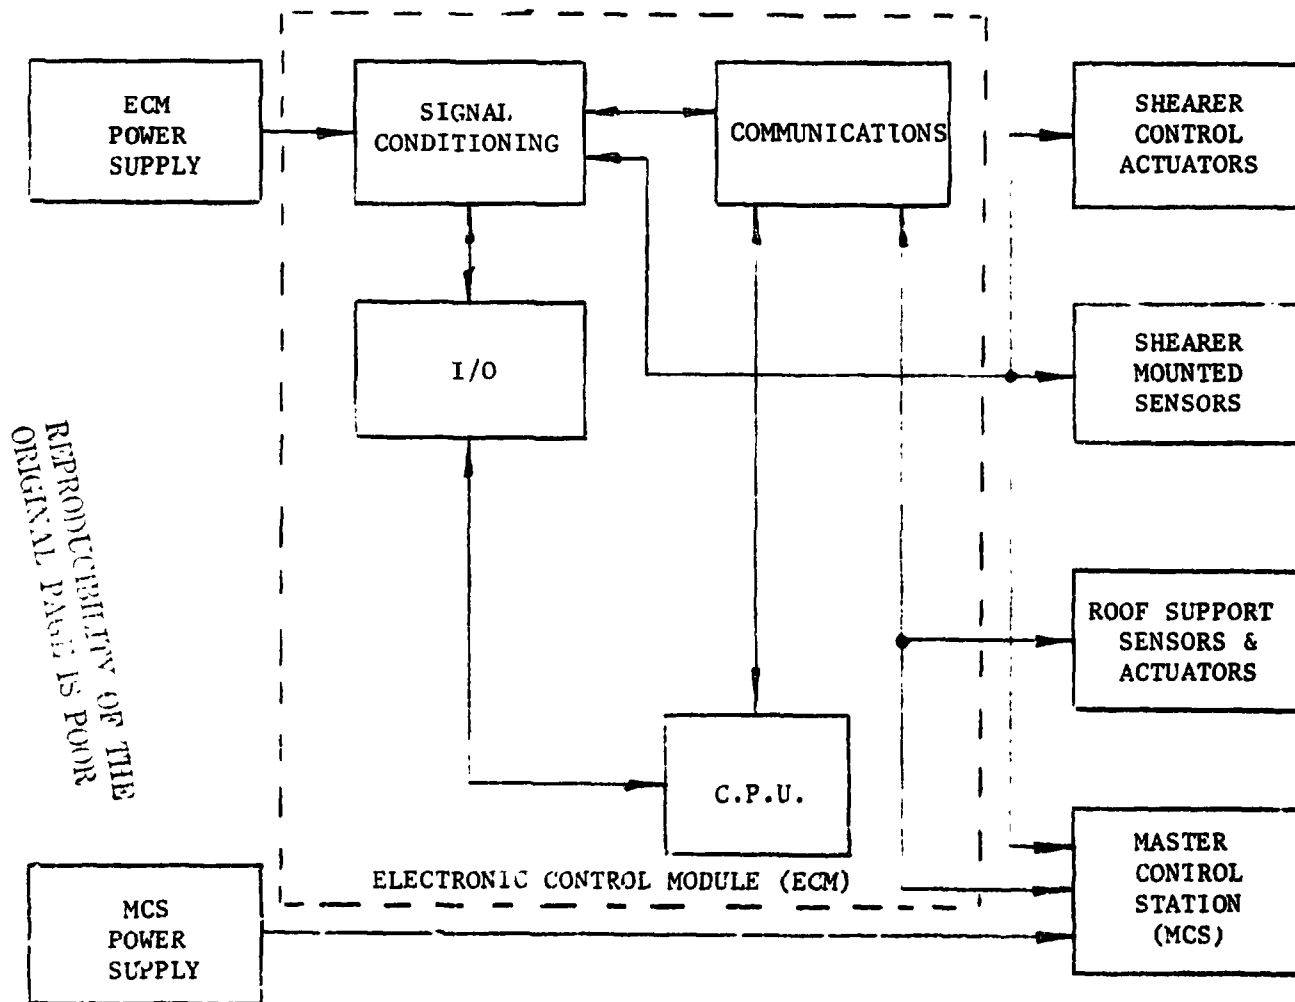 ECM
POWER
SUPPLY
SIGNAL
CONDITIONING
COMMUNICATIONS
SHEARER
CONTROL
ACTUATORS
I/O
SHEARER
MOUNTED
SENSORS
REPRODUCIBILITY OF THE
ORIGINAL PAGE IS POOR
ROOF SUPPORT
SENSORS &
ACTUATORS
C.P.U.
ELECTRONIC CONTROL MODULE (ECM)
MCS
POWER
SUPPLY
MASTER
CONTROL
STATION
(MCS)